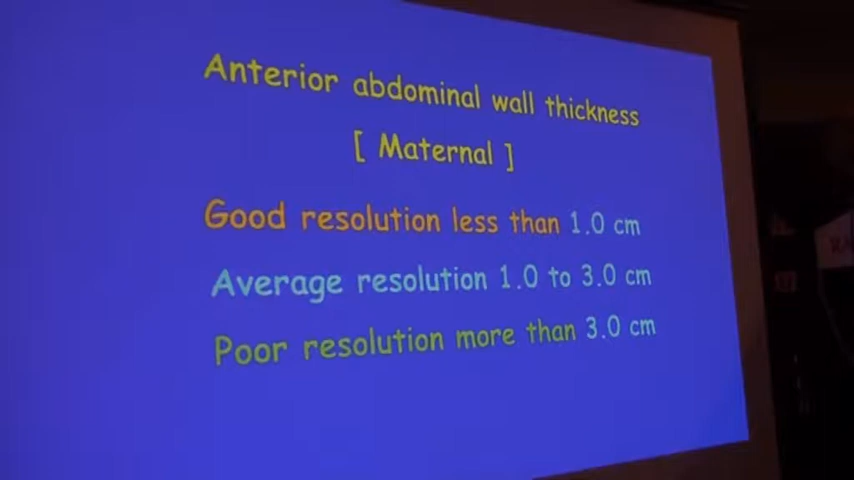 Anterior abdominal wall thickness
[ Maternal ]
Good resolution less than 1.0 cm
Average resolution 1.0 to 3.0 cm
Poor resolution more than 3.0 cm